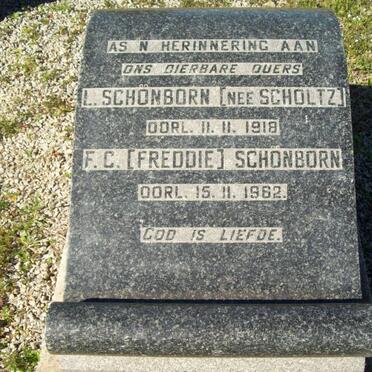 AS N HERINNERING AAN
ONS DIERBARE OUERS
L. SCHÖNBORN [NEE SCHOLTZ.]
OORL. 11. 11. 1918
F. C. [FREDDIE] SCHONBORN
OORL. 15. 11. 1962.
GOD IS LIEFDE.